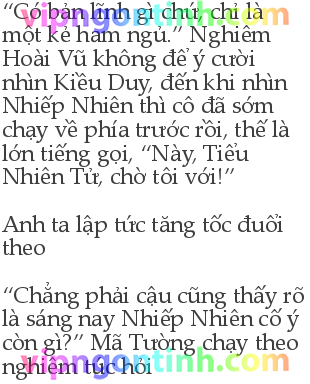 “Có bản lĩnh gì chứ, chỉ là
một kẻ ham ngủ.” Nghiêm
Hoài Vũ không để ý cười
nhìn Kiều Duy, đến khi nhìn
Nhiếp Nhiên thì cô đã sớm
chạy về phía trước rồi, thế là
lớn tiếng gọi, “Này, Tiểu
Nhiên Tử, chờ tôi với!”
Anh ta lập tức tăng tốc đuổi
theo
“Chẳng phải cậu cũng thấy rõ
là sáng nay Nhiếp Nhiên cố ý
còn gì?” Mã Tường chạy theo
nghiêm túc hỏi
vipngontinh.com
vipngontinh.com